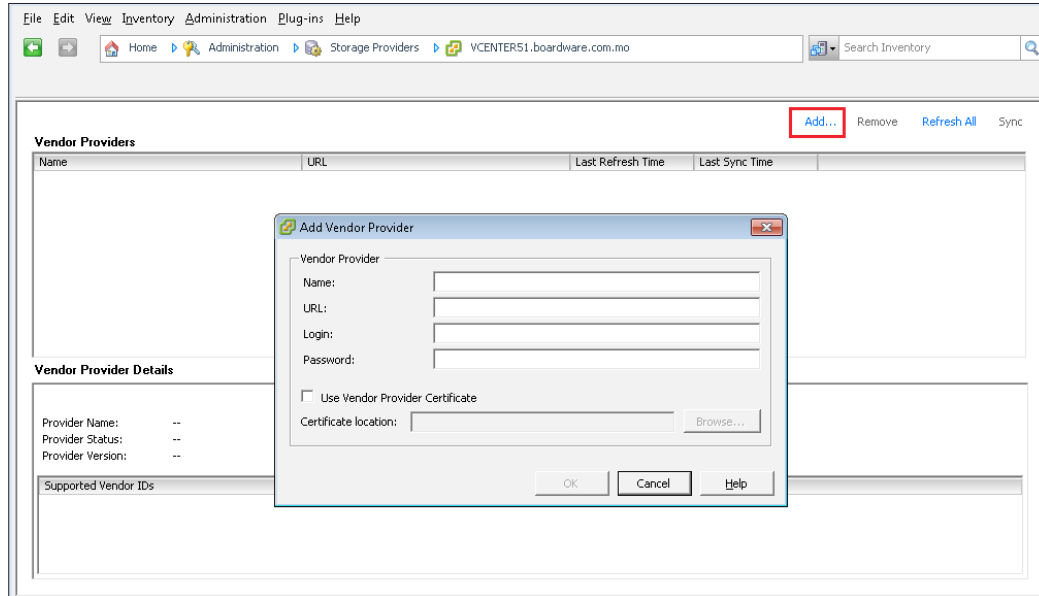 File Edit View Inventory Administration Plug-ins Help
Home Administration Storage Providers VCENTER51.boardware.com.mo Search Inventory
Add... Remove Refresh All Sync
Vendor Providers
Name URL Last Refresh Time Last Sync Time
Add Vendor Provider
Vendor Provider
Name:
URL:
Login:
Password:
Use Vendor Provider Certificate
Certificate location: Browse...
OK Cancel Help
Vendor Provider Details
Provider Name: --
Provider Status: --
Provider Version: --
Supported Vendor IDs